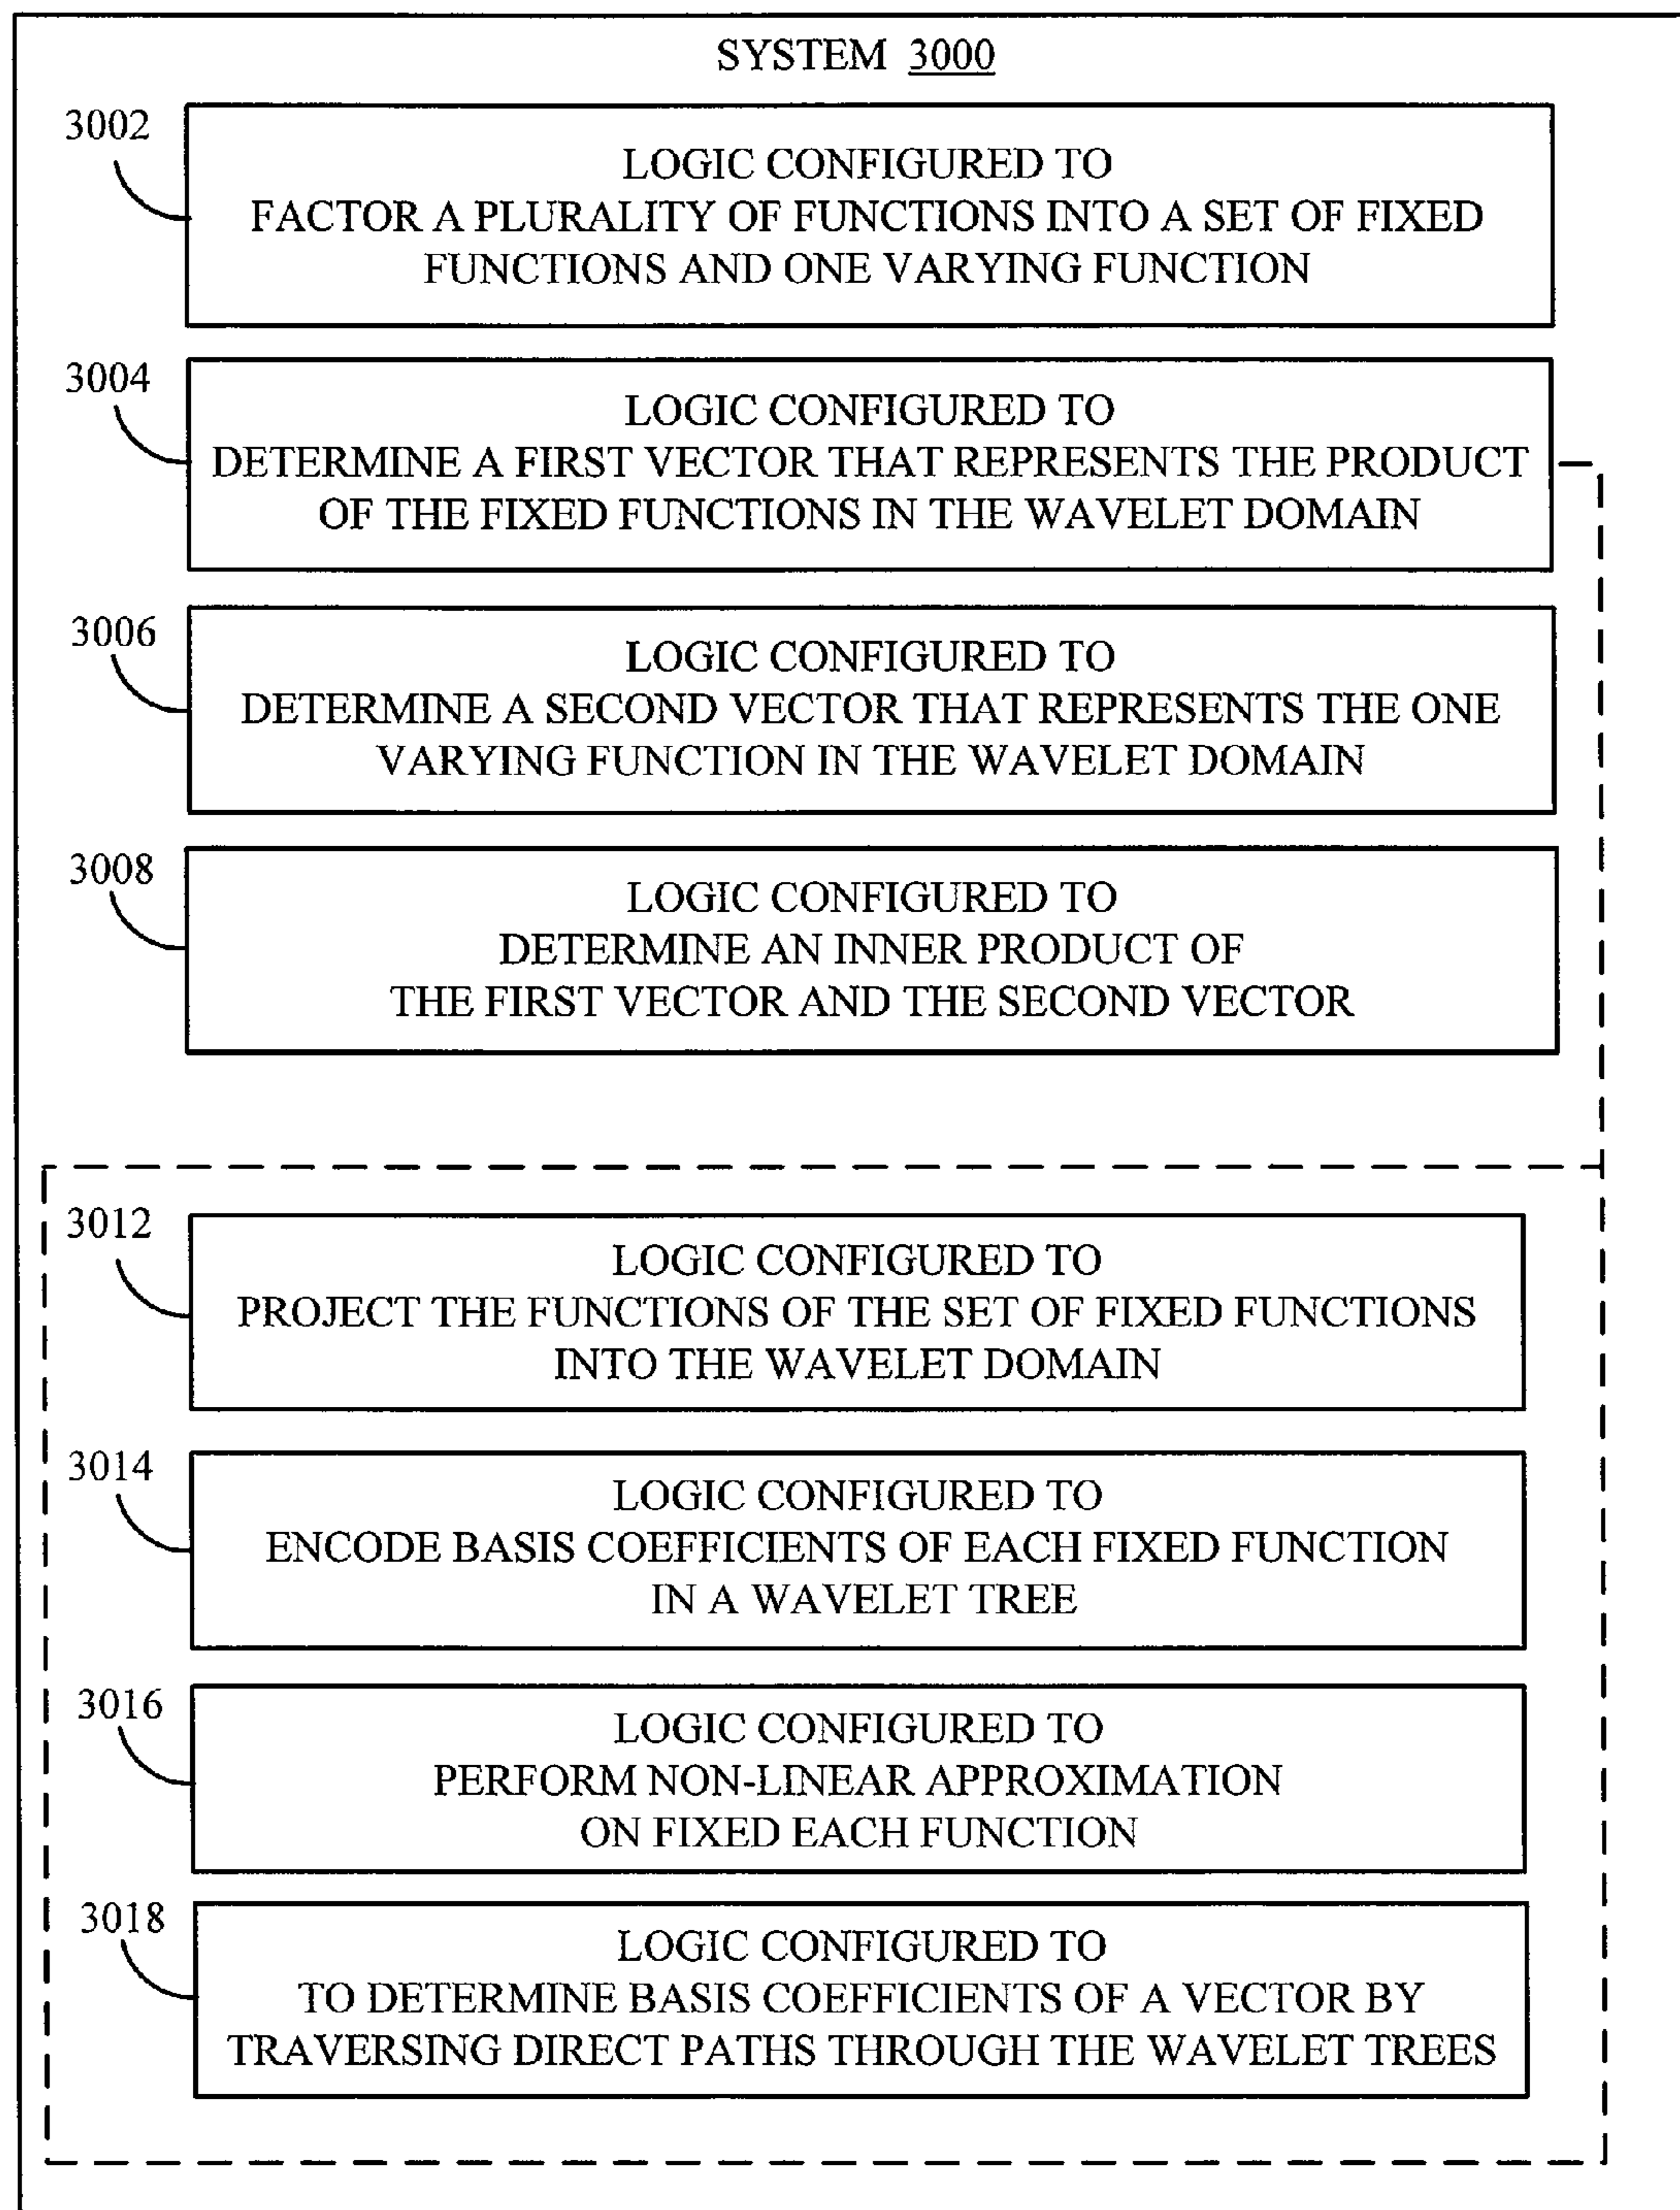 SYSTEM 3000
3002
LOGIC CONFIGURED TO
FACTOR A PLURALITY OF FUNCTIONS INTO A SET OF FIXED
FUNCTIONS AND ONE VARYING FUNCTION
3004
LOGIC CONFIGURED TO
DETERMINE A FIRST VECTOR THAT REPRESENTS THE PRODUCT
OF THE FIXED FUNCTIONS IN THE WAVELET DOMAIN
3006
LOGIC CONFIGURED TO
DETERMINE A SECOND VECTOR THAT REPRESENTS THE ONE
VARYING FUNCTION IN THE WAVELET DOMAIN
3008
LOGIC CONFIGURED TO
DETERMINE AN INNER PRODUCT OF
THE FIRST VECTOR AND THE SECOND VECTOR
3012
LOGIC CONFIGURED TO
PROJECT THE FUNCTIONS OF THE SET OF FIXED FUNCTIONS
INTO THE WAVELET DOMAIN
3014
LOGIC CONFIGURED TO
ENCODE BASIS COEFFICIENTS OF EACH FIXED FUNCTION
IN A WAVELET TREE
3016
LOGIC CONFIGURED TO
PERFORM NON-LINEAR APPROXIMATION
ON FIXED EACH FUNCTION
3018
LOGIC CONFIGURED TO
TO DETERMINE BASIS COEFFICIENTS OF A VECTOR BY
TRAVERSING DIRECT PATHS THROUGH THE WAVELET TREES